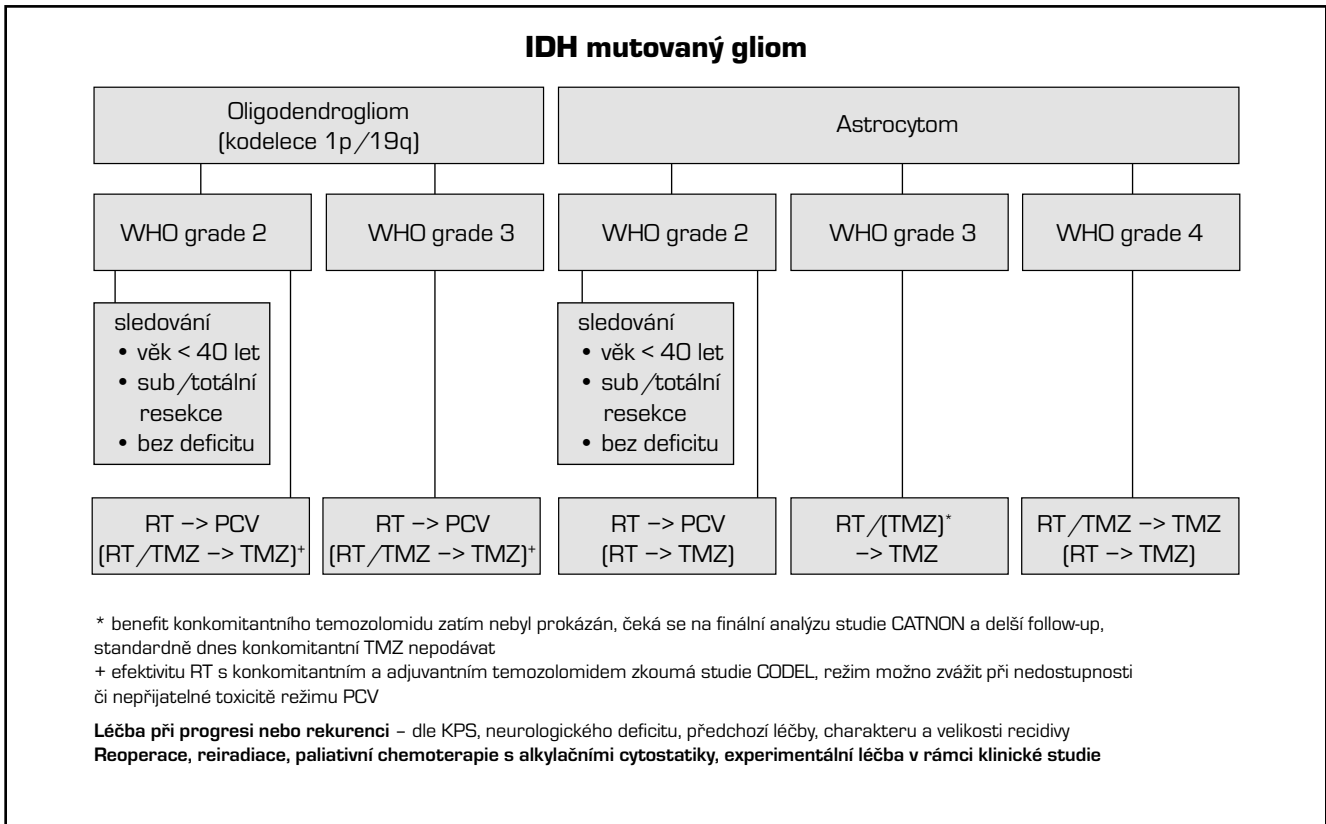 IDH mutovaný gliom
Oligodendrogliom
(kodelece 1p/19q)
Astrocytom
WHO grade 2
WHO grade 3
WHO grade 2
WHO grade 3
WHO grade 4
sledování
• věk < 40 let
• sub/totální
resekce
• bez deficitu
sledování
• věk < 40 let
• sub/totální
resekce
• bez deficitu
RT –> PCV
(RT/TMZ –> TMZ)+
RT –> PCV
(RT/TMZ –> TMZ)+
RT –> PCV
(RT –> TMZ)
RT/(TMZ)*
–> TMZ
RT/TMZ –> TMZ
(RT –> TMZ)
* benefit konkomitantního temozolomidu zatím nebyl prokázán, čeká se na finální analýzu studie CATNON a delší follow-up,
standardně dnes konkomitantní TMZ nepodávat
+ efektivitu RT s konkomitantním a adjuvantním temozolomidem zkoumá studie CODEL, režim možno zvážit při nedostupnosti
či nepřijatelné toxicitě režimu PCV
Léčba při progresi nebo rekurenci – dle KPS, neurologického deficitu, předchozí léčby, charakteru a velikosti recidivy
Reoperace, reiradiace, paliativní chemoterapie s alkylačními cytostatiky, experimentální léčba v rámci klinické studie